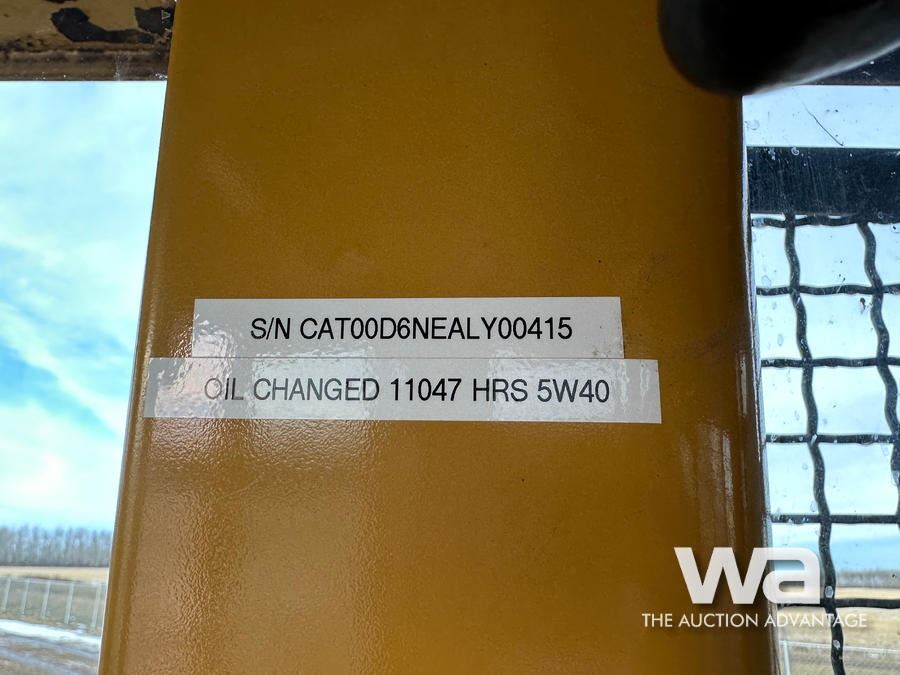 S/N CAT00D6NEALY00415
OIL CHANGED 11047 HRS 5W40
wa
THE AUCTION ADVANTAGE